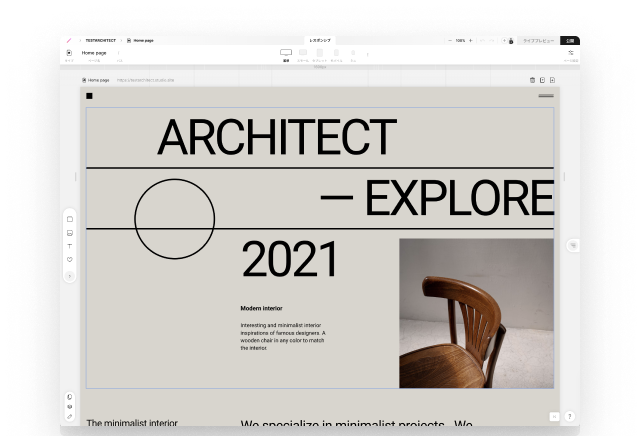 TESTARCHITECT
Home page
レスポンシブ
100%
ライブプレビュー
公開
Home page
Home page
ARCHITECT
— EXPLORE
2021
Modern interior
Interesting and minimalist interior
inspirations of famous designers. A
wooden chair in any color to match
the interior.
The minimalist interior
We specialize in minimalist projects. We
?